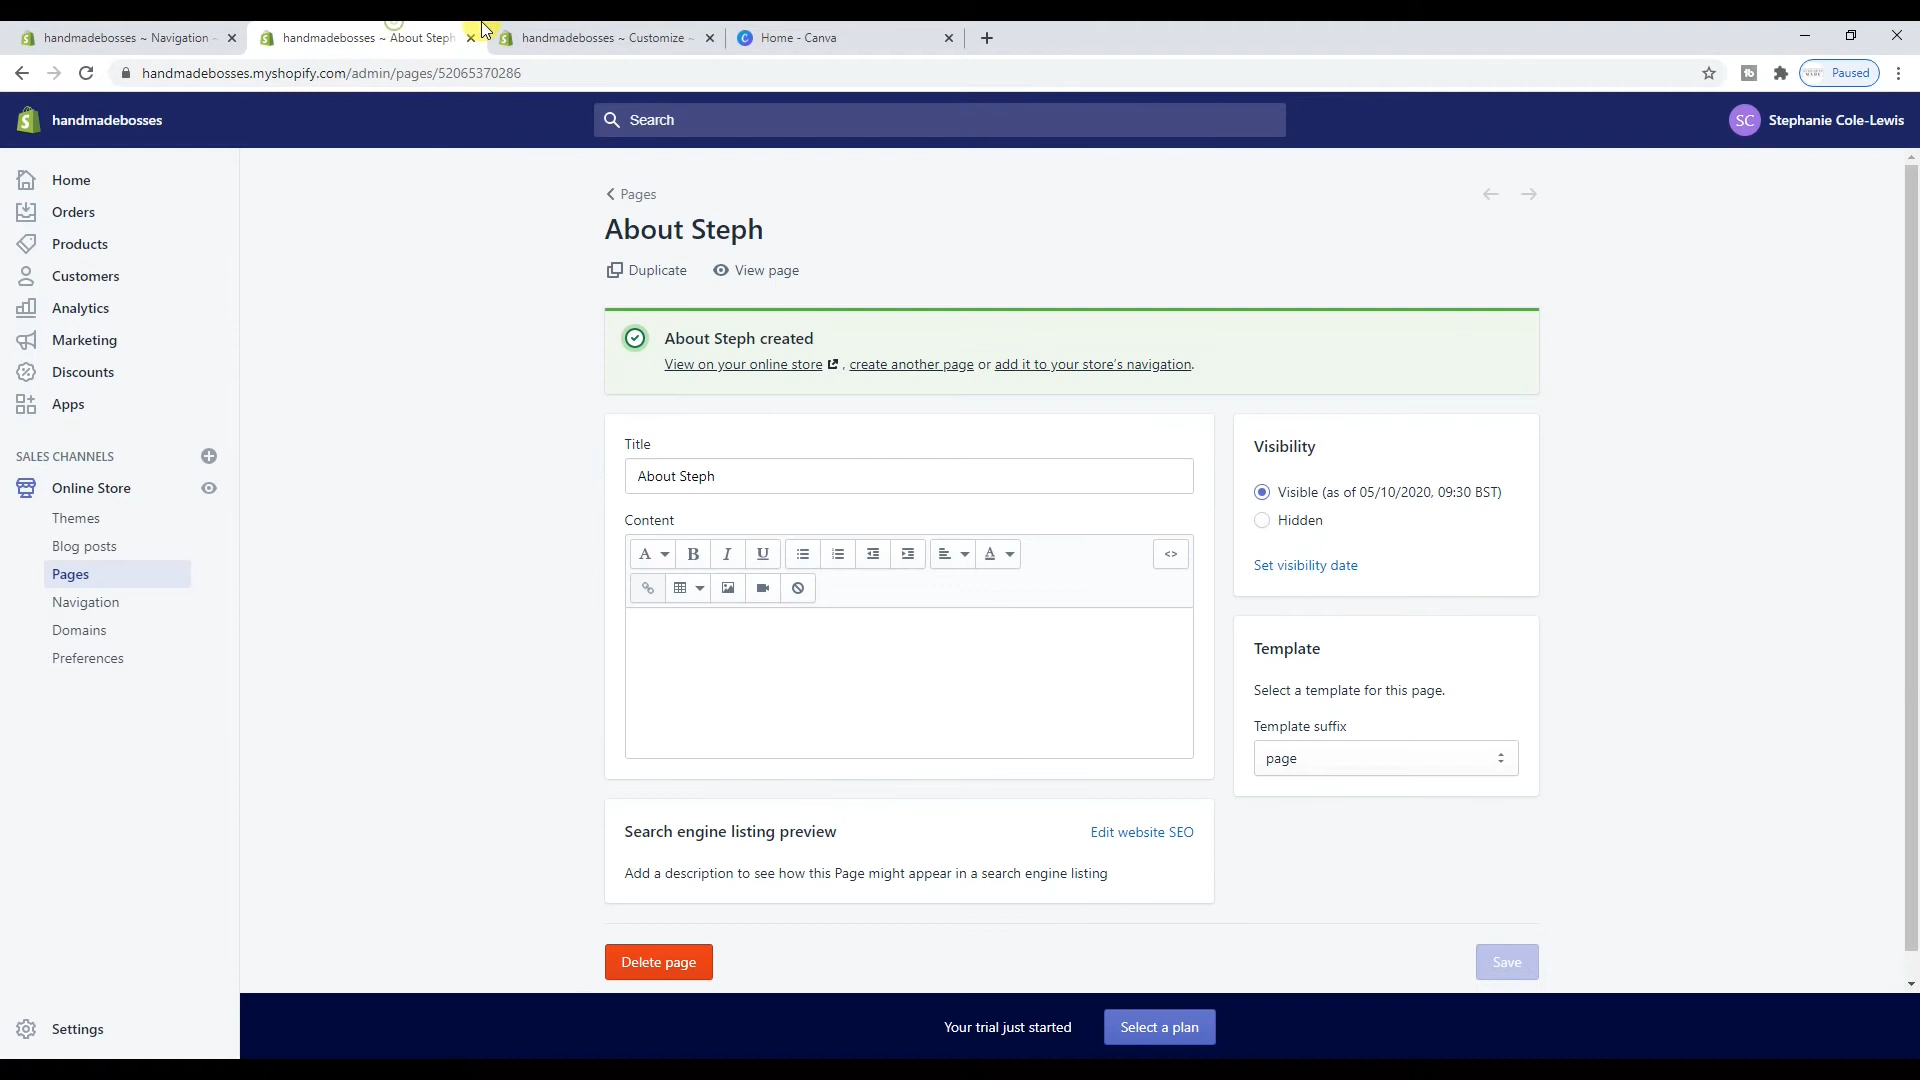 handmadebosses ~ Navigation -
handmadebosses ~ About Steph
handmadebosses ~ Customize ~
Home - Canva
handmadebosses.myshopify.com/admin/pages/52065370286
Paused
handmadebosses
Search
SC
Stephanie Cole-Lewis
Home
Orders
Products
Customers
Analytics
Marketing
Discounts
Apps
SALES CHANNELS
Online Store
Themes
Blog posts
Pages
Navigation
Domains
Preferences
Settings
Pages
About Steph
Duplicate View page
About Steph created
View on your online store , create another page or add it to your store's navigation.
Title
About Steph
Content
A B I U A <>
Search engine listing preview Edit website SEO
Add a description to see how this Page might appear in a search engine listing
Visibility
Visible (as of 05/10/2020, 09:30 BST)
Hidden
Set visibility date
Template
Select a template for this page.
Template suffix
page
Delete page
Save
Your trial just started
Select a plan